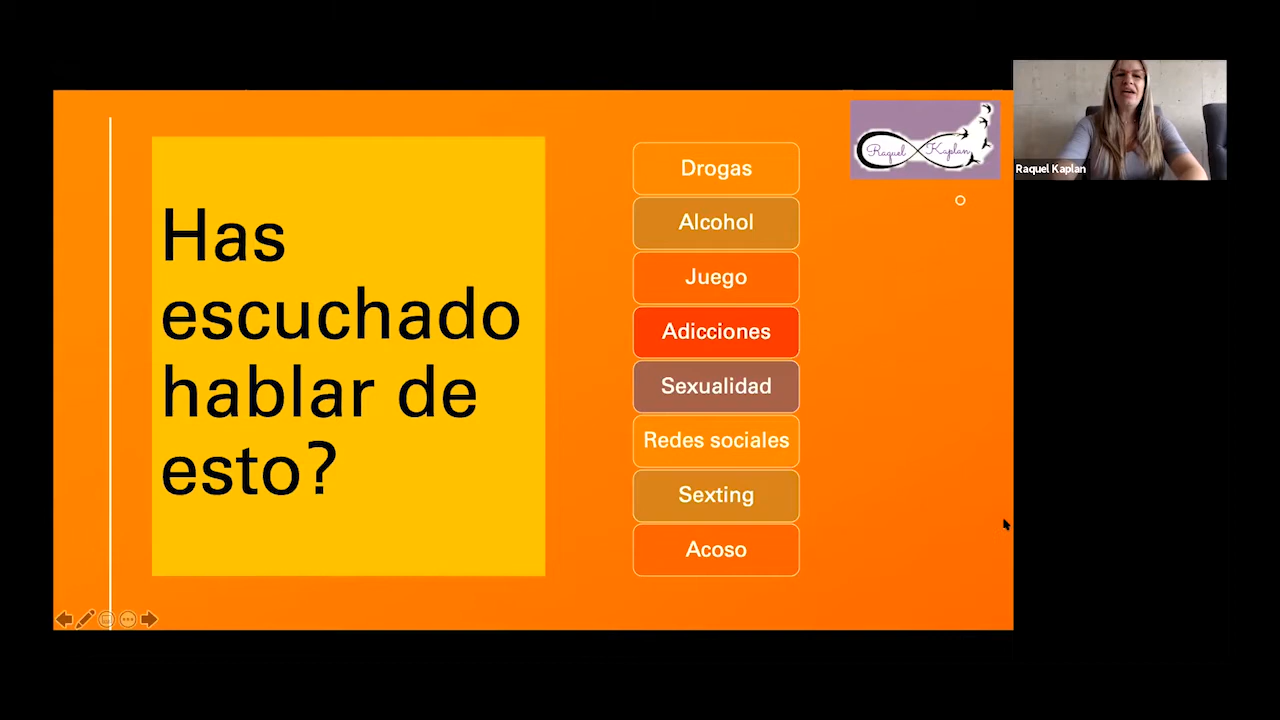 Has
escuchado
hablar de
esto?
Drogas
Alcohol
Juego
Adicciones
Sexualidad
Redes sociales
Sexting
Acoso
Raquel Kaplan
Raquel Kaplan